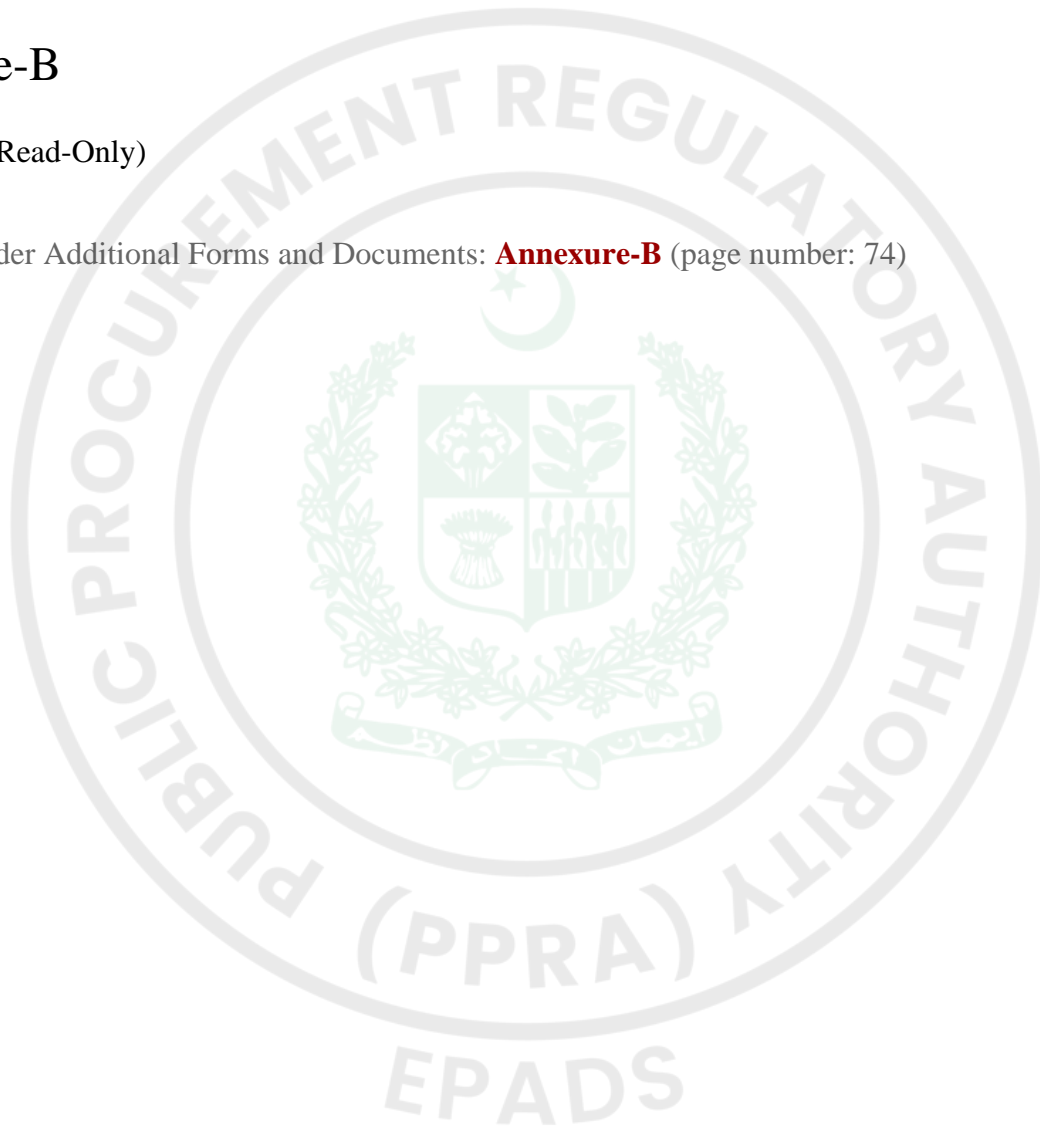 e-B
Read-Only)
der Additional Forms and Documents: Annexure-B (page number: 74)
PUBLIC PROCUREMENT REGULATORY AUTHORITY
(PPRA)
EPADS